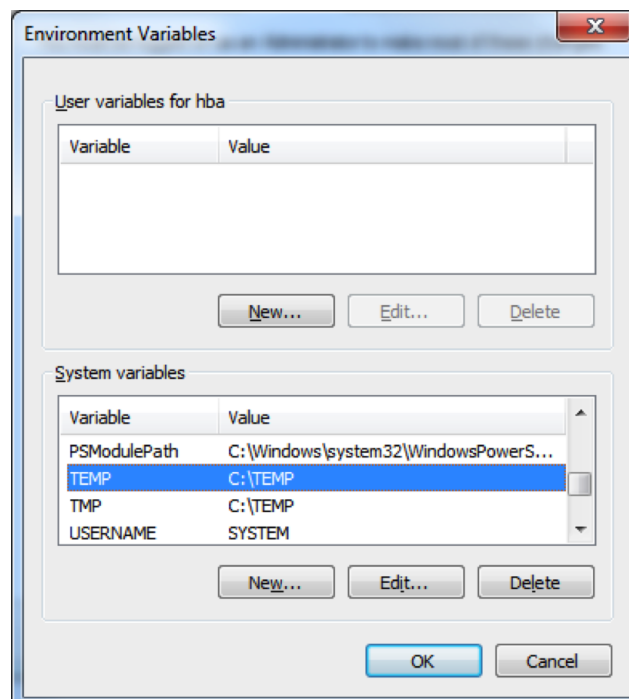 Environment Variables
User variables for hba
Variable Value
New... Edit... Delete
System variables
Variable Value
PSModulePath C:\Windows\system32\WindowsPowerS...
TEMP C:\TEMP
TMP C:\TEMP
USERNAME SYSTEM
New... Edit... Delete
OK Cancel